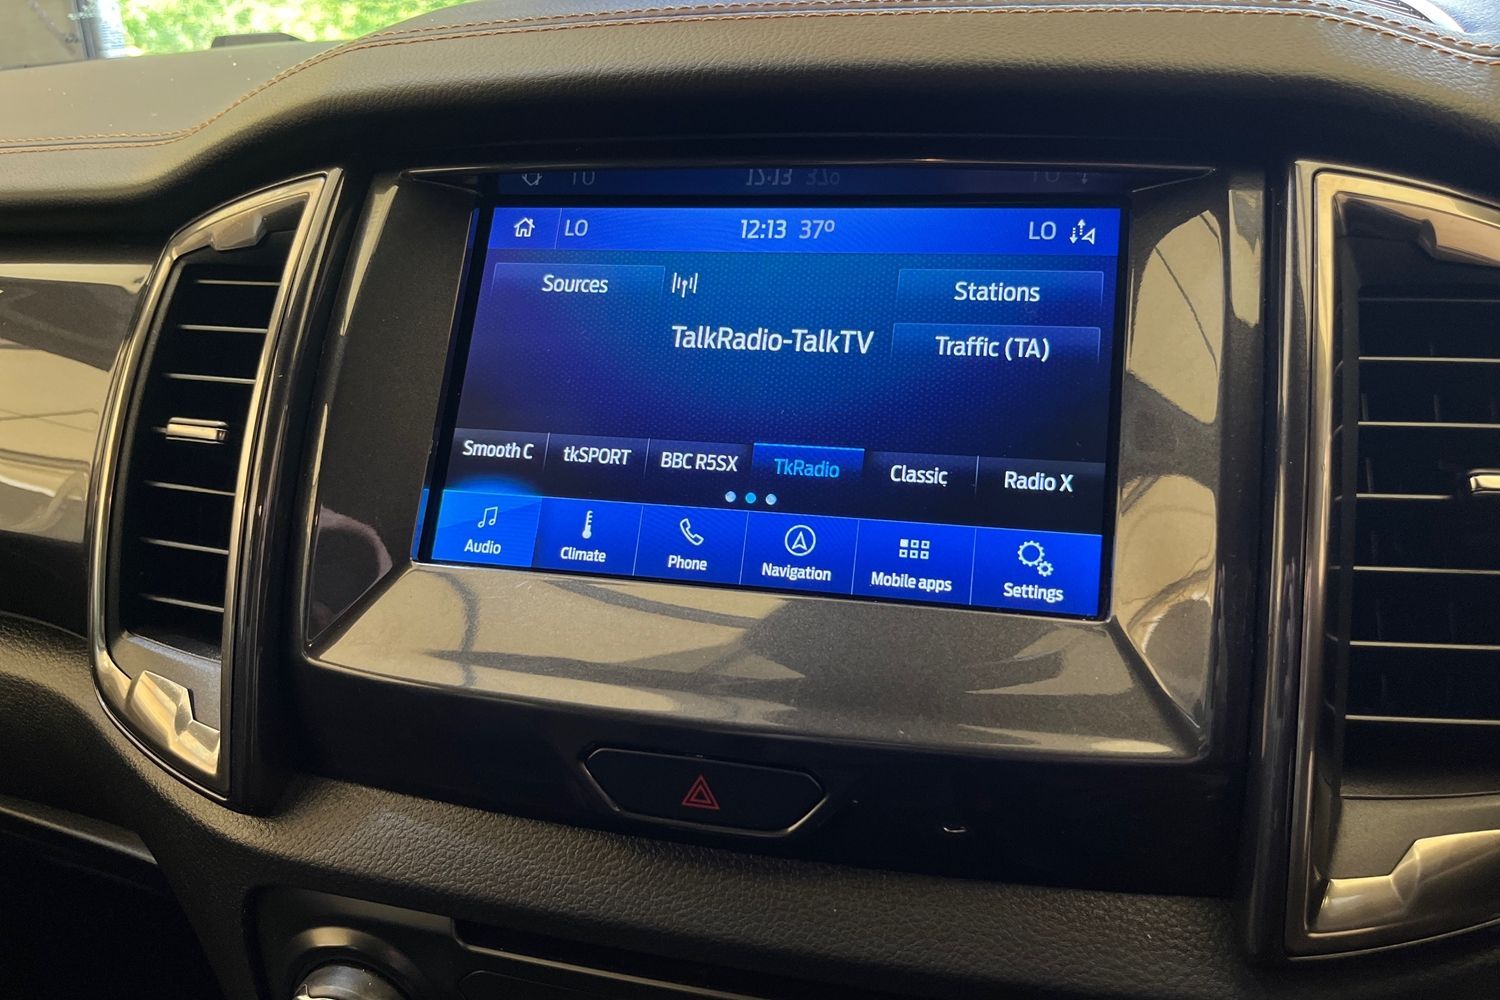 LO 12:13 37º LO
Sources Stations
TalkRadio-TalkTV Traffic (TA)
Smooth C tkSPORT BBC R5SX TkRadio Classic Radio X
Audio Climate Phone Navigation Mobile apps Settings